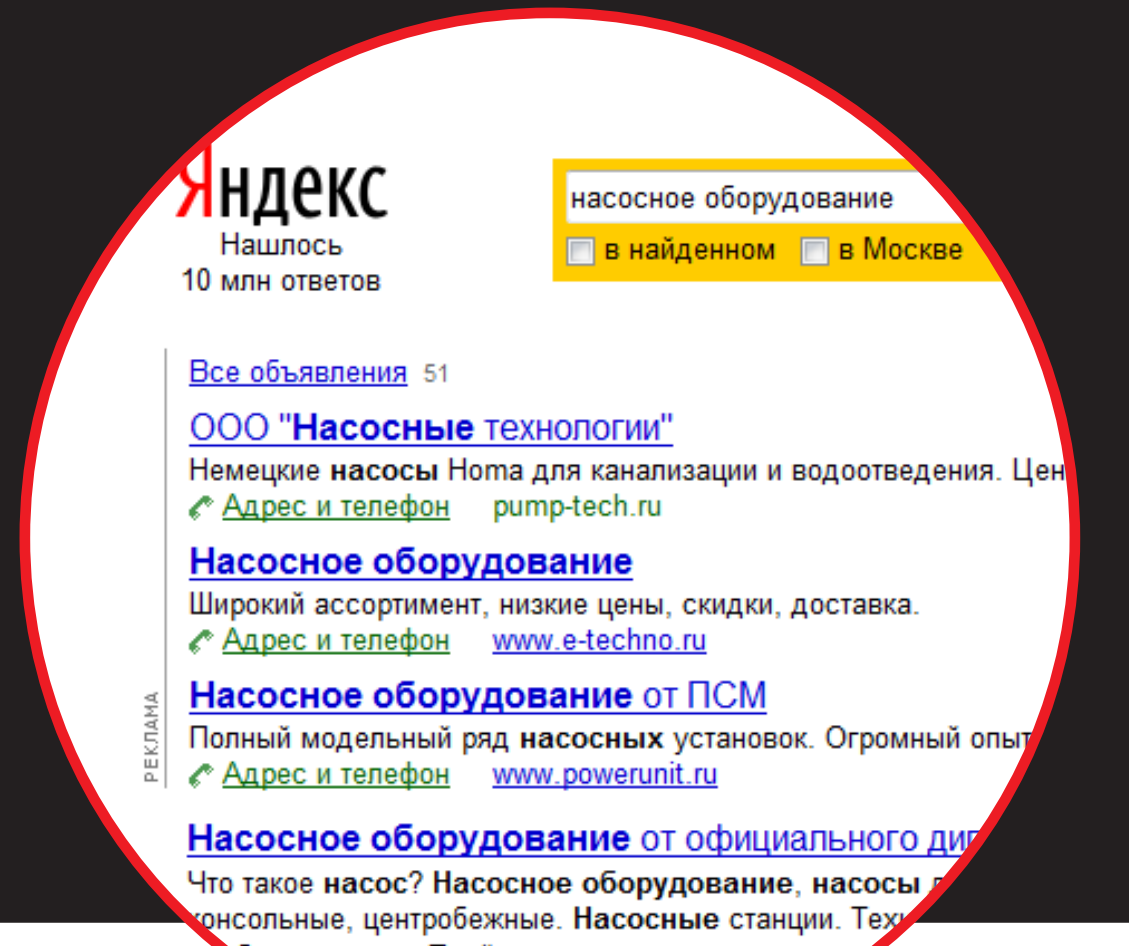 Яндекс
Нашлось
10 млн ответов
насосное оборудование
в найденном в Москве
Все объявления 51
ООО "Насосные технологии"
Немецкие насосы Homa для канализации и водоотведения.
Адрес и телефон pump-tech.ru
Насосное оборудование
Широкий ассортимент, низкие цены, скидки, доставка.
Адрес и телефон www.e-techno.ru
Насосное оборудование от ПСМ
Полный модельный ряд насосных установок. Огромный опыт
Адрес и телефон www.powerunit.ru
РЕКЛАМА
Насосное оборудование от официального
Что такое насос? Насосное оборудование, насосы
консольные, центробежные. Насосные станции.